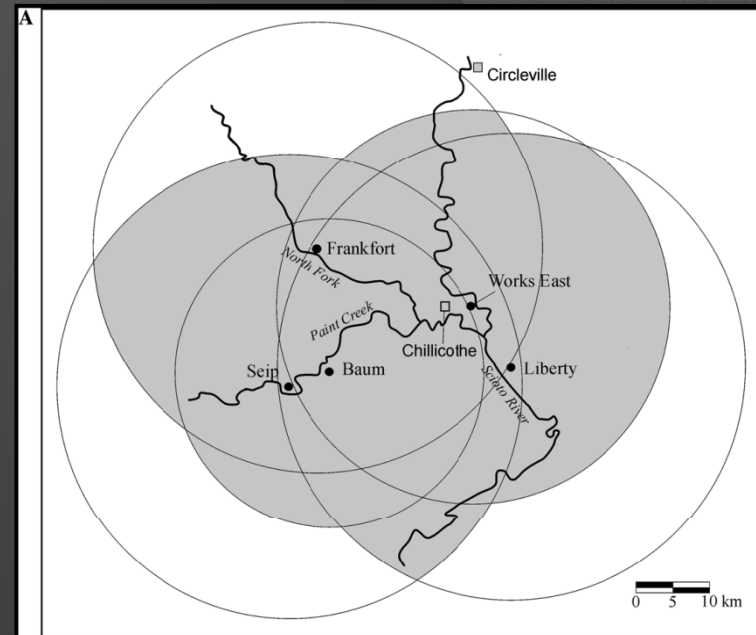 A
Circleville
Frankfort
North Fork
Works East
Paint Creek
Chillicothe
Seip
Baum
Liberty
Scioto River
0 5 10 km